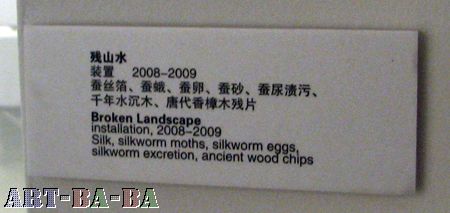 残山水
装置 2008–2009
蚕丝箔、蚕蛾、蚕卵、蚕砂、蚕尿渍污、
千年水沉木、唐代香樟木残片
Broken Landscape
installation, 2008–2009
Silk, silkworm moths, silkworm eggs,
silkworm excretion, ancient wood chips
ART-BA-BA